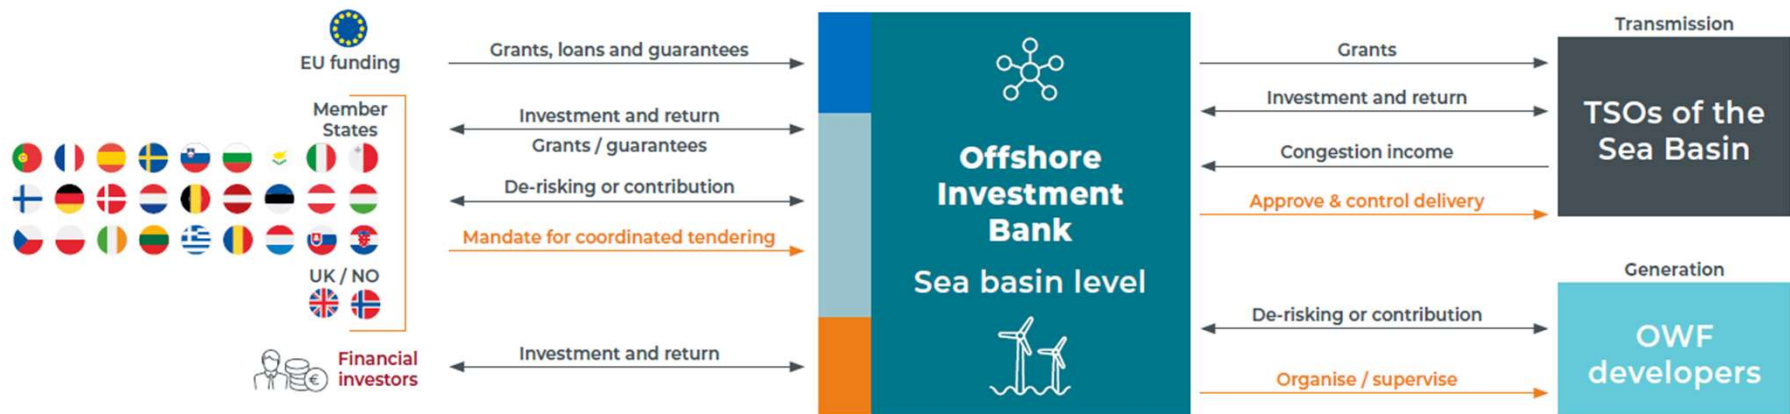 EU funding
Member
States
UK / NO
Financial
investors
€
Grants, loans and guarantees
Investment and return
Grants / guarantees
De-risking or contribution
Mandate for coordinated tendering
Investment and return
Offshore
Investment
Bank
Sea basin level
Grants
Investment and return
Congestion income
Approve & control delivery
De-risking or contribution
Organise / supervise
Transmission
TSOs of the
Sea Basin
Generation
OWF
developers